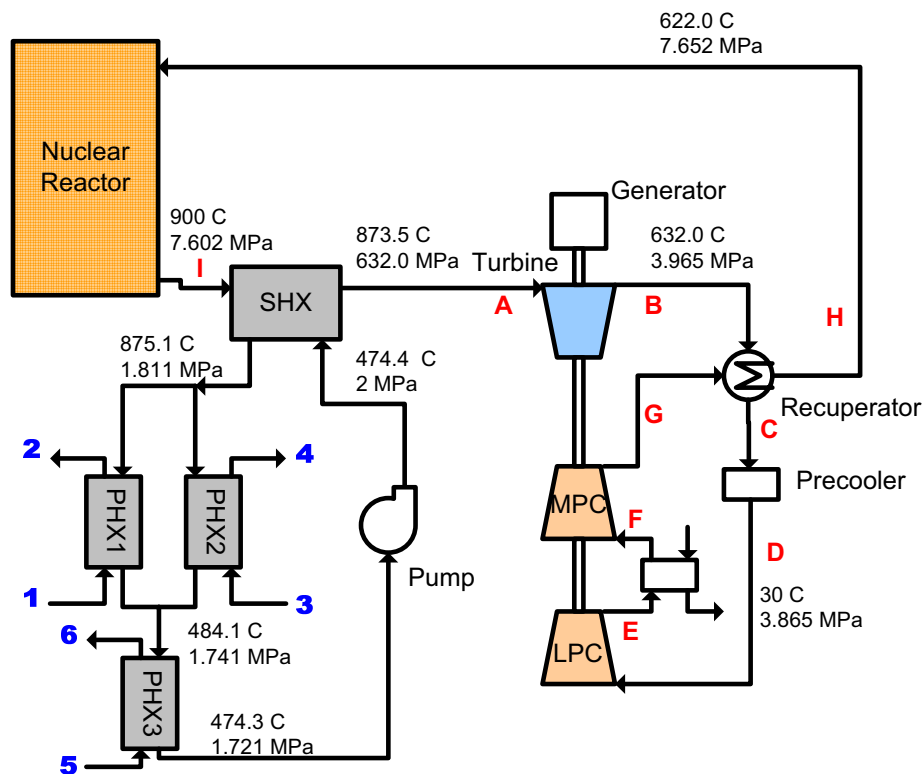 622.0 C
7.652 MPa
Nuclear
Reactor
Generator
900 C
7.602 MPa
I
873.5 C
632.0 MPa
Turbine
632.0 C
3.965 MPa
SHX
A
B
H
875.1 C
1.811 MPa
474.4 C
2 MPa
G
Recuperator
C
2
4
PHX1
PHX2
MPC
Precooler
F
D
Pump
1
3
30 C
3.865 MPa
E
6
484.1 C
1.741 MPa
LPC
PHX3
474.3 C
1.721 MPa
5